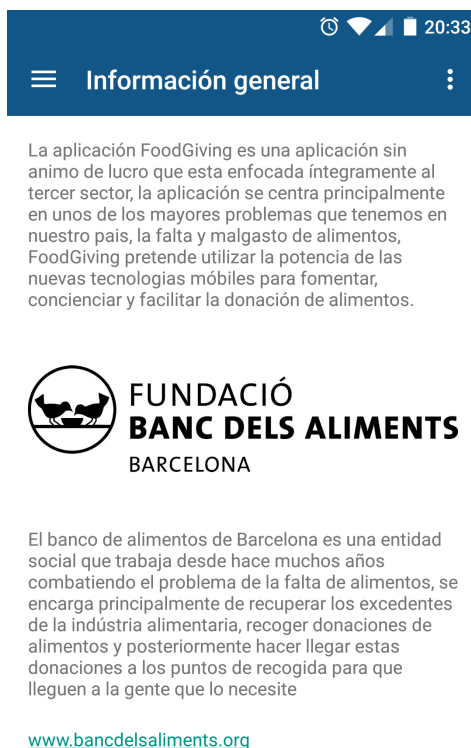 20:33
Información general
La aplicación FoodGiving es una aplicación sin
animo de lucro que esta enfocada íntegramente al
tercer sector, la aplicación se centra principalmente
en unos de los mayores problemas que tenemos en
nuestro pais, la falta y malgasto de alimentos,
FoodGiving pretende utilizar la potencia de las
nuevas tecnologias móbiles para fomentar,
concienciar y facilitar la donación de alimentos.
FUNDACIÓ
BANC DELS ALIMENTS
BARCELONA
El banco de alimentos de Barcelona es una entidad
social que trabaja desde hace muchos años
combatiendo el problema de la falta de alimentos, se
encarga principalmente de recuperar los excedentes
de la indústria alimentaria, recoger donaciones de
alimentos y posteriormente hacer llegar estas
donaciones a los puntos de recogida para que
lleguen a la gente que lo necesite
www.bancdelsaliments.org